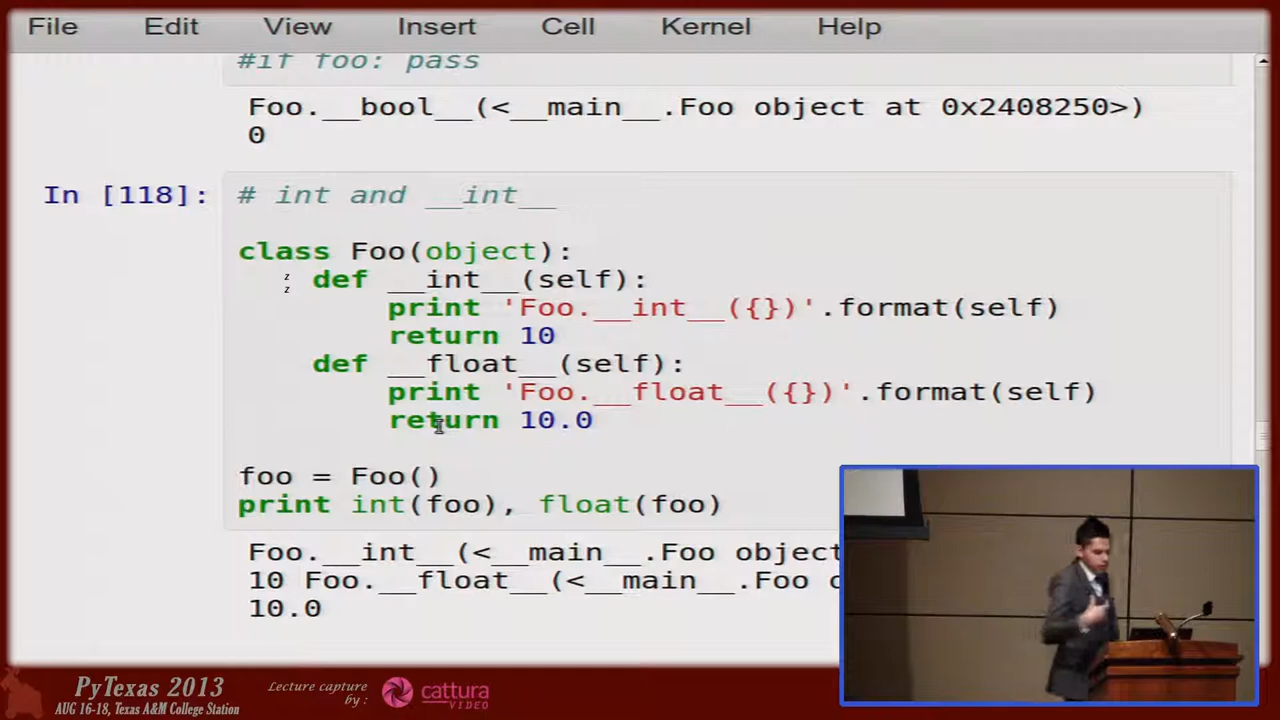 File Edit View Insert Cell Kernel Help
#if foo: pass
Foo.__bool__(<__main__.Foo object at 0x2408250>)
0
In [118]: # int and __int__
class Foo(object):
    def __int__(self):
        print 'Foo.__int__({})'.format(self)
        return 10
    def __float__(self):
        print 'Foo.__float__({})'.format(self)
        return 10.0
foo = Foo()
print int(foo), float(foo)
Foo.__int__(<__main__.Foo object
10 Foo.__float__(<__main__.Foo o
10.0
z
z
PyTexas 2013
AUG 16-18, Texas A&M College Station
Lecture capture
by :
cattura
VIDEO